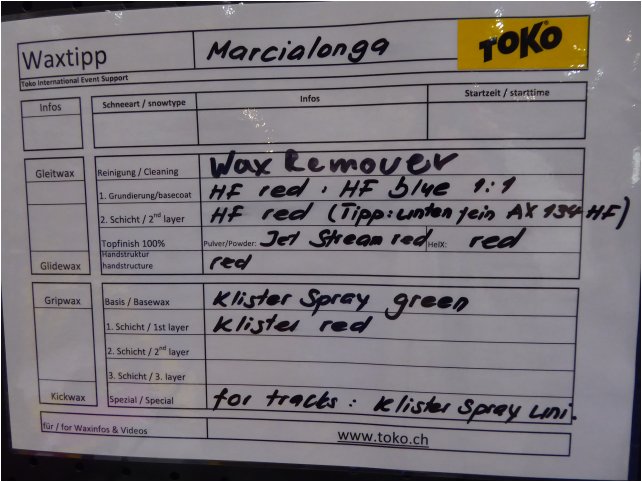 Waxtipp Marcialonga TOKO
Toko International Event Support
Infos Schneeart / snowtype Infos Startzeit / starttime
Gleitwax Reinigung / Cleaning Wax Remover
1. Grundierung/basecoat HF red · HF blue 1:1
2. Schicht / 2nd layer HF red (Tipp: unten fein AX 134 HF)
Topfinish 100% Pulver/Powder: Jet Stream red HelX: red
Handstruktur
Glidewax handstructure red
Gripwax Basis / Basewax Klister Spray green
1. Schicht / 1st layer Klister red
2. Schicht / 2nd layer
3. Schicht / 3. layer
Kickwax Spezial / Special for tracks: Klister Spray uni.
für / for Waxinfos & Videos www.toko.ch